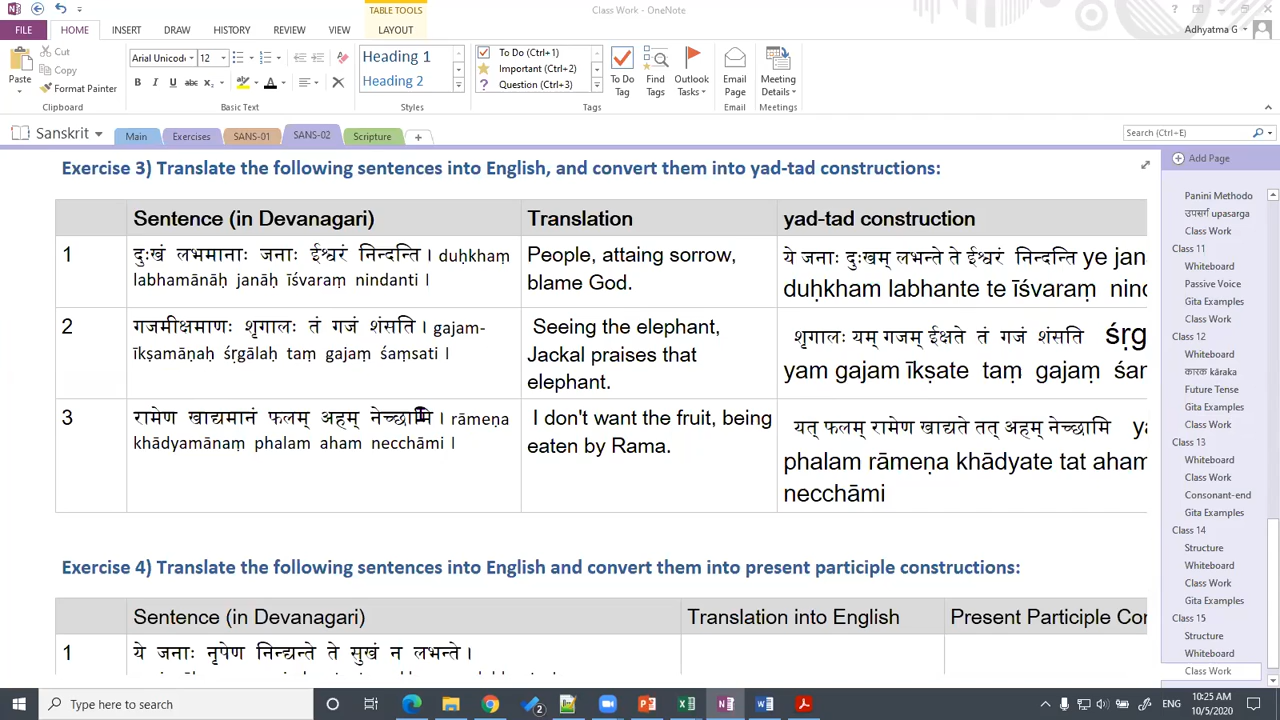 TABLE TOOLS
Class Work - OneNote
FILE HOME INSERT DRAW HISTORY REVIEW VIEW LAYOUT
Adhyatma G
Paste Cut
Copy
Format Painter
Clipboard
Arial Unicod 12
B I U abc x₂ A
Basic Text
Heading 1
Heading 2
Styles
To Do (Ctrl+1)
Important (Ctrl+2)
Question (Ctrl+3)
To Do Tag
Find Tags
Outlook Tasks
Tags
Email Page
Email
Meeting Details
Meetings
Sanskrit Main Exercises SANS-01 SANS-02 Scripture
Search (Ctrl+E)
Add Page
Exercise 3) Translate the following sentences into English, and convert them into yad-tad constructions:
Sentence (in Devanagari) Translation yad-tad construction
1
दुःखं लभमानाः जनाः ईश्वरं निन्दन्ति । duḥkham
labhamānāḥ janāḥ īśvaraṃ nindanti ।
People, attaing sorrow,
blame God.
ये जनाः दुःखम् लभन्ते ते ईश्वरं निन्दन्ति ye jan
duḥkham labhante te īśvaraṃ nind
2
गजमीक्षमाणः शृगालः तं गजं शंसति । gajam-
īkṣamāṇaḥ śṛgālaḥ taṃ gajaṃ śaṃsati ।
Seeing the elephant,
Jackal praises that
elephant.
शृगालः यम् गजम् ईक्षते तं गजं शंसति śṛg
yam gajam īkṣate taṃ gajaṃ śaṃ
3
रामेण खाद्यमानं फलम् अहम् नेच्छामि । rāmeṇa
khādyamānaṃ phalam aham necchāmi ।
I don't want the fruit, being
eaten by Rama.
यत् फलम् रामेण खाद्यते तत् अहम् नेच्छामि ya
phalam rāmeṇa khādyate tat aham
necchāmi
Exercise 4) Translate the following sentences into English and convert them into present participle constructions:
Sentence (in Devanagari) Translation into English Present Participle Con
1
ये जनाः नृपेण निन्द्यन्ते ते सुखं न लभन्ते ।
Panini Methodo
उपसर्ग upasarga
Class Work
Class 11
Whiteboard
Passive Voice
Gita Examples
Class Work
Class 12
Whiteboard
कारक kāraka
Future Tense
Gita Examples
Class Work
Class 13
Whiteboard
Class Work
Consonant-end
Gita Examples
Class 14
Structure
Whiteboard
Class Work
Gita Examples
Class 15
Structure
Whiteboard
Class Work
Type here to search
ENG
10:25 AM
10/5/2020